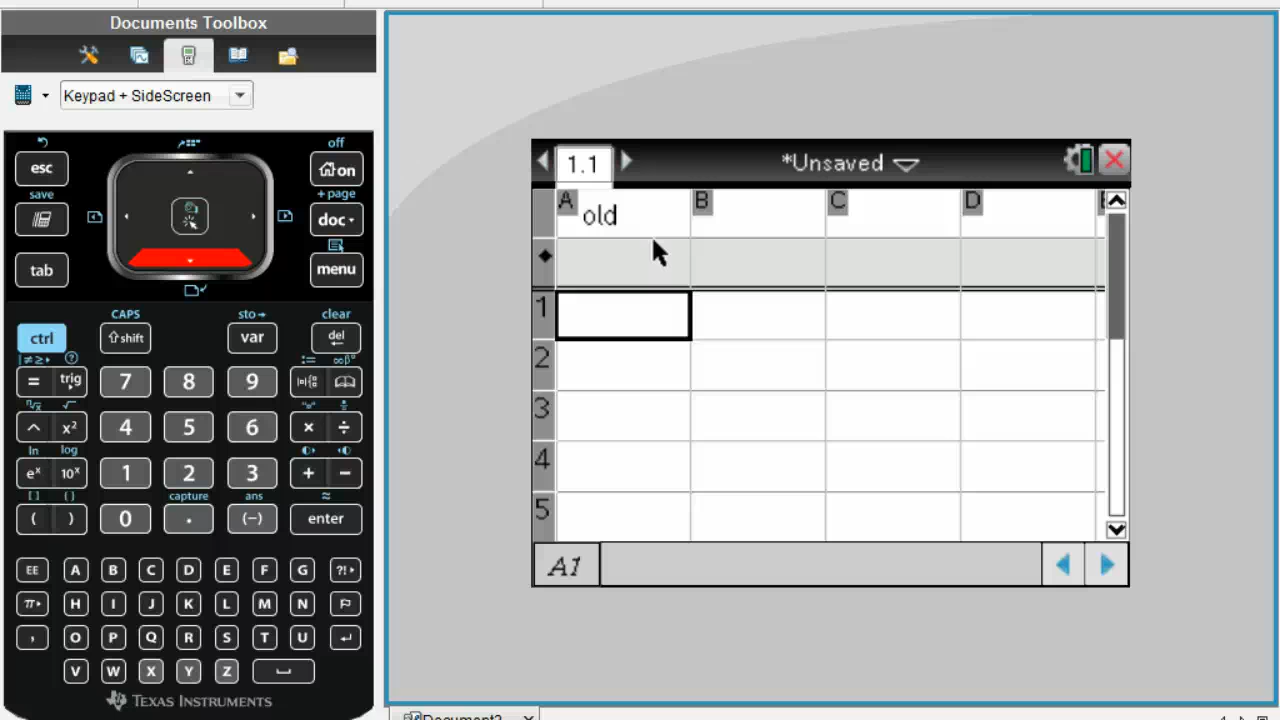 Documents Toolbox
Keypad + SideScreen
off
esc
on
save
+ page
doc
tab
menu
CAPS
sto
clear
ctrl
shift
var
del
= trig 7 8 9
^ x² 4 5 6 × ÷
ln log
eˣ 10ˣ 1 2 3 + −
[ ] { } capture ans ≈
( ) 0 . (−) enter
EE A B C D E F G ?!
π H I J K L M N
, O P Q R S T U
V W X Y Z
TEXAS INSTRUMENTS
1.1 *Unsaved
A B C D
old
1
2
3
4
5
A1
Document2